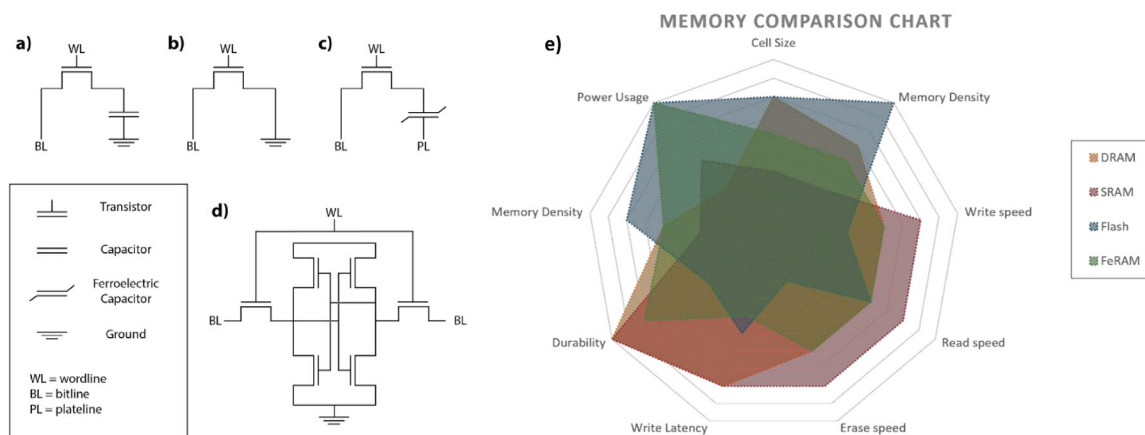 a)
WL
BL
b)
WL
BL
c)
WL
BL
PL
Transistor
Capacitor
Ferroelectric
Capacitor
Ground
WL = wordline
BL = bitline
PL = plateline
d)
WL
BL
BL
e)
MEMORY COMPARISON CHART
Cell Size
Memory Density
Write speed
Read speed
Erase speed
Write Latency
Durability
Memory Density
Power Usage
DRAM
SRAM
Flash
FeRAM